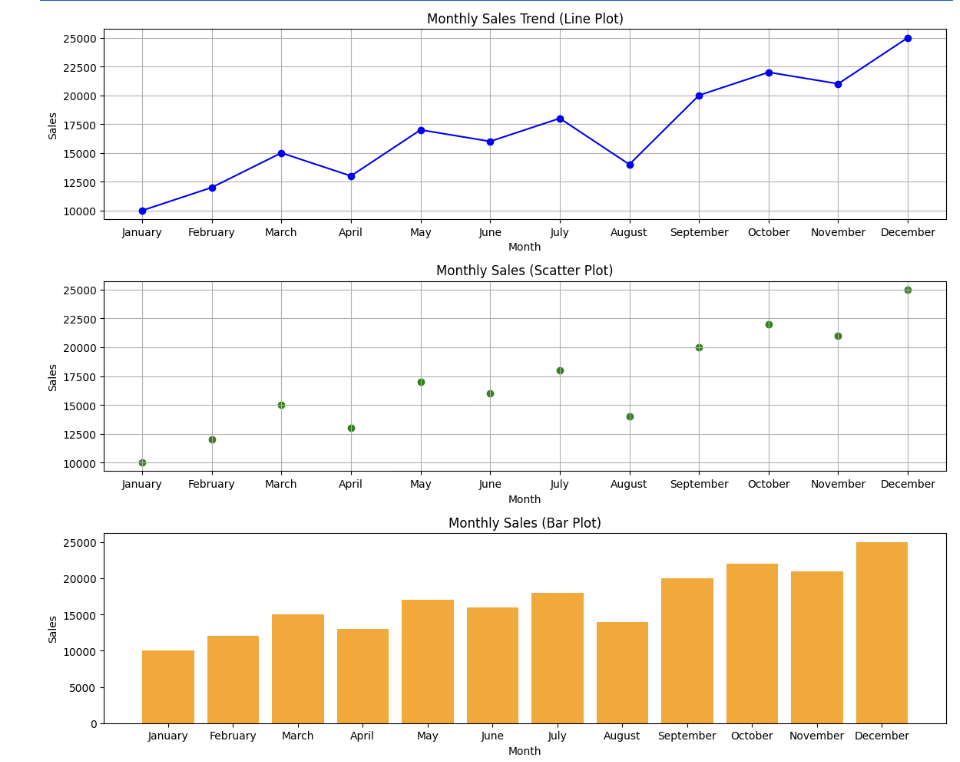 Monthly Sales Trend (Line Plot)
25000
22500
20000
17500
15000
12500
10000
Sales
January February March April May June July August September October November December
Month
Monthly Sales (Scatter Plot)
25000
22500
20000
17500
15000
12500
10000
Sales
January February March April May June July August September October November December
Month
Monthly Sales (Bar Plot)
25000
20000
15000
10000
5000
0
Sales
January February March April May June July August September October November December
Month